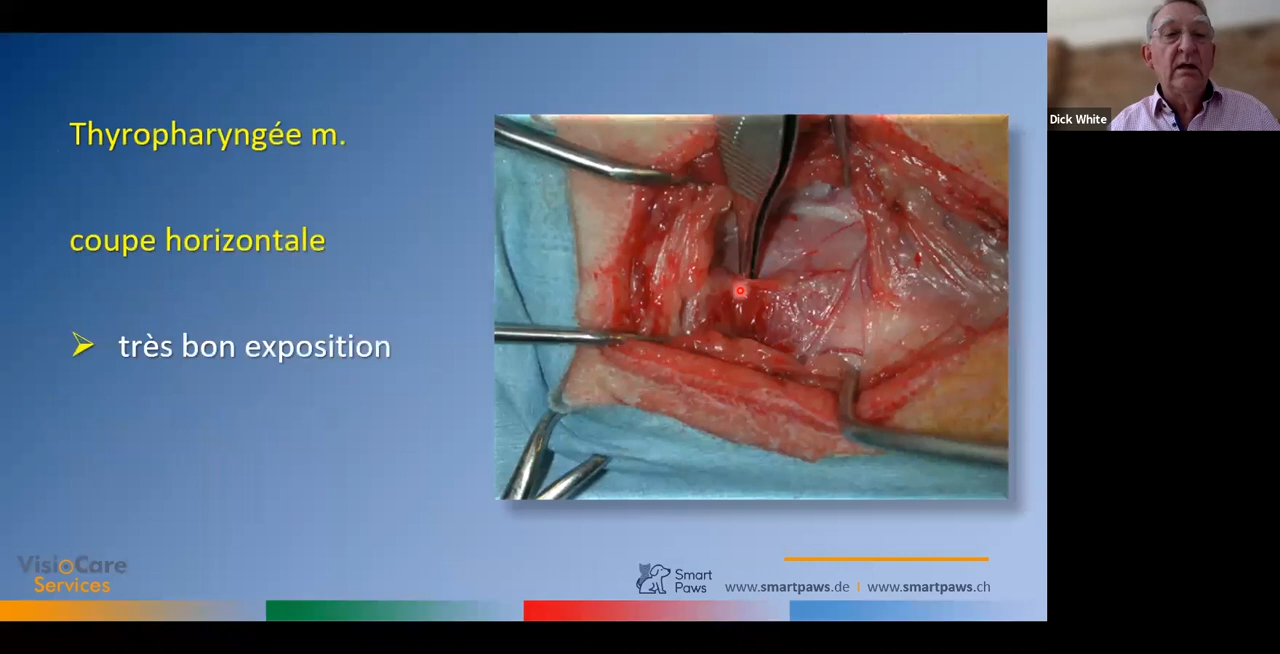 Thyropharyngée m.
coupe horizontale
très bon exposition
Dick White
VisioCare
Services
Smart
Paws
www.smartpaws.de | www.smartpaws.ch